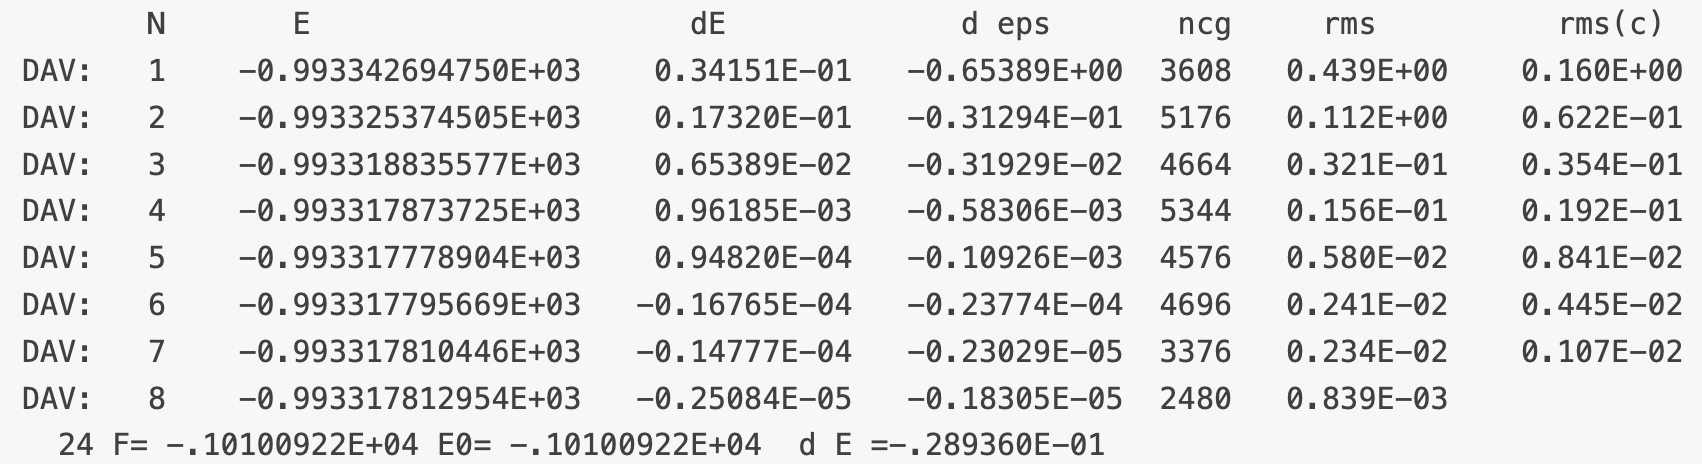 N E dE d eps ncg rms rms(c)
DAV: 1 -0.993342694750E+03 0.34151E-01 -0.65389E+00 3608 0.439E+00 0.160E+00
DAV: 2 -0.993325374505E+03 0.17320E-01 -0.31294E-01 5176 0.112E+00 0.622E-01
DAV: 3 -0.993318835577E+03 0.65389E-02 -0.31929E-02 4664 0.321E-01 0.354E-01
DAV: 4 -0.993317873725E+03 0.96185E-03 -0.58306E-03 5344 0.156E-01 0.192E-01
DAV: 5 -0.993317778904E+03 0.94820E-04 -0.10926E-03 4576 0.580E-02 0.841E-02
DAV: 6 -0.993317795669E+03 -0.16765E-04 -0.23774E-04 4696 0.241E-02 0.445E-02
DAV: 7 -0.993317810446E+03 -0.14777E-04 -0.23029E-05 3376 0.234E-02 0.107E-02
DAV: 8 -0.993317812954E+03 -0.25084E-05 -0.18305E-05 2480 0.839E-03
24 F= -.10100922E+04 E0= -.10100922E+04 d E =-.289360E-01